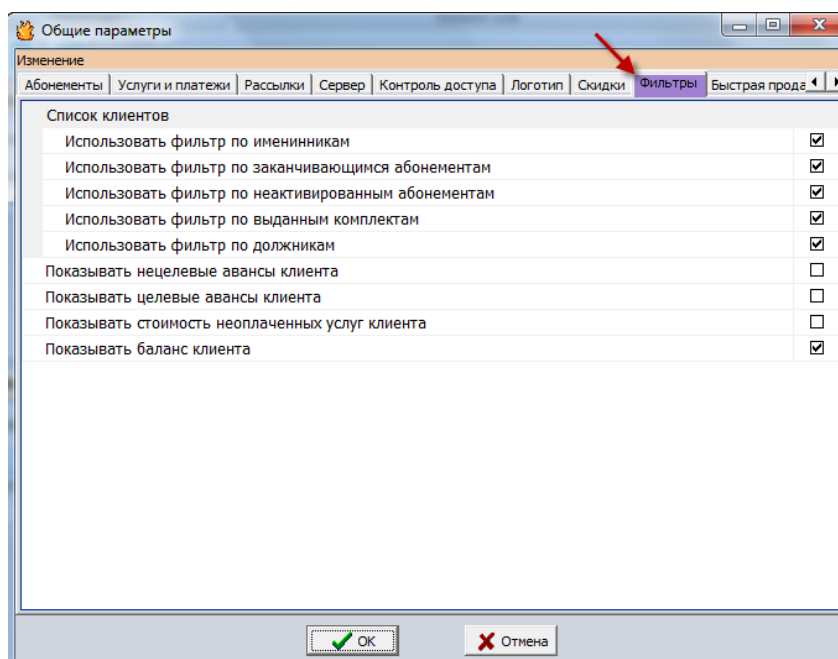 Общие параметры
Изменение
Абонементы Услуги и платежи Рассылки Сервер Контроль доступа Логотип Скидки Фильтры Быстрая прода
Список клиентов
Использовать фильтр по именинникам
Использовать фильтр по заканчивающимся абонементам
Использовать фильтр по неактивированным абонементам
Использовать фильтр по выданным комплектам
Использовать фильтр по должникам
Показывать нецелевые авансы клиента
Показывать целевые авансы клиента
Показывать стоимость неоплаченных услуг клиента
Показывать баланс клиента
ОК Отмена